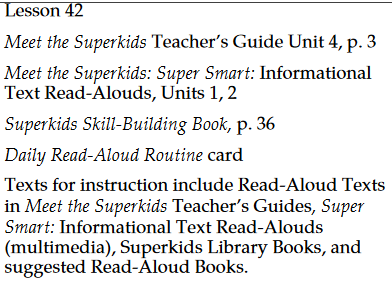 Lesson 42
Meet the Superkids Teacher’s Guide Unit 4, p. 3
Meet the Superkids: Super Smart: Informational
Text Read-Alouds, Units 1, 2
Superkids Skill-Building Book, p. 36
Daily Read-Aloud Routine card
Texts for instruction include Read-Aloud Texts
in Meet the Superkids Teacher’s Guides, Super
Smart: Informational Text Read-Alouds
(multimedia), Superkids Library Books, and
suggested Read-Aloud Books.